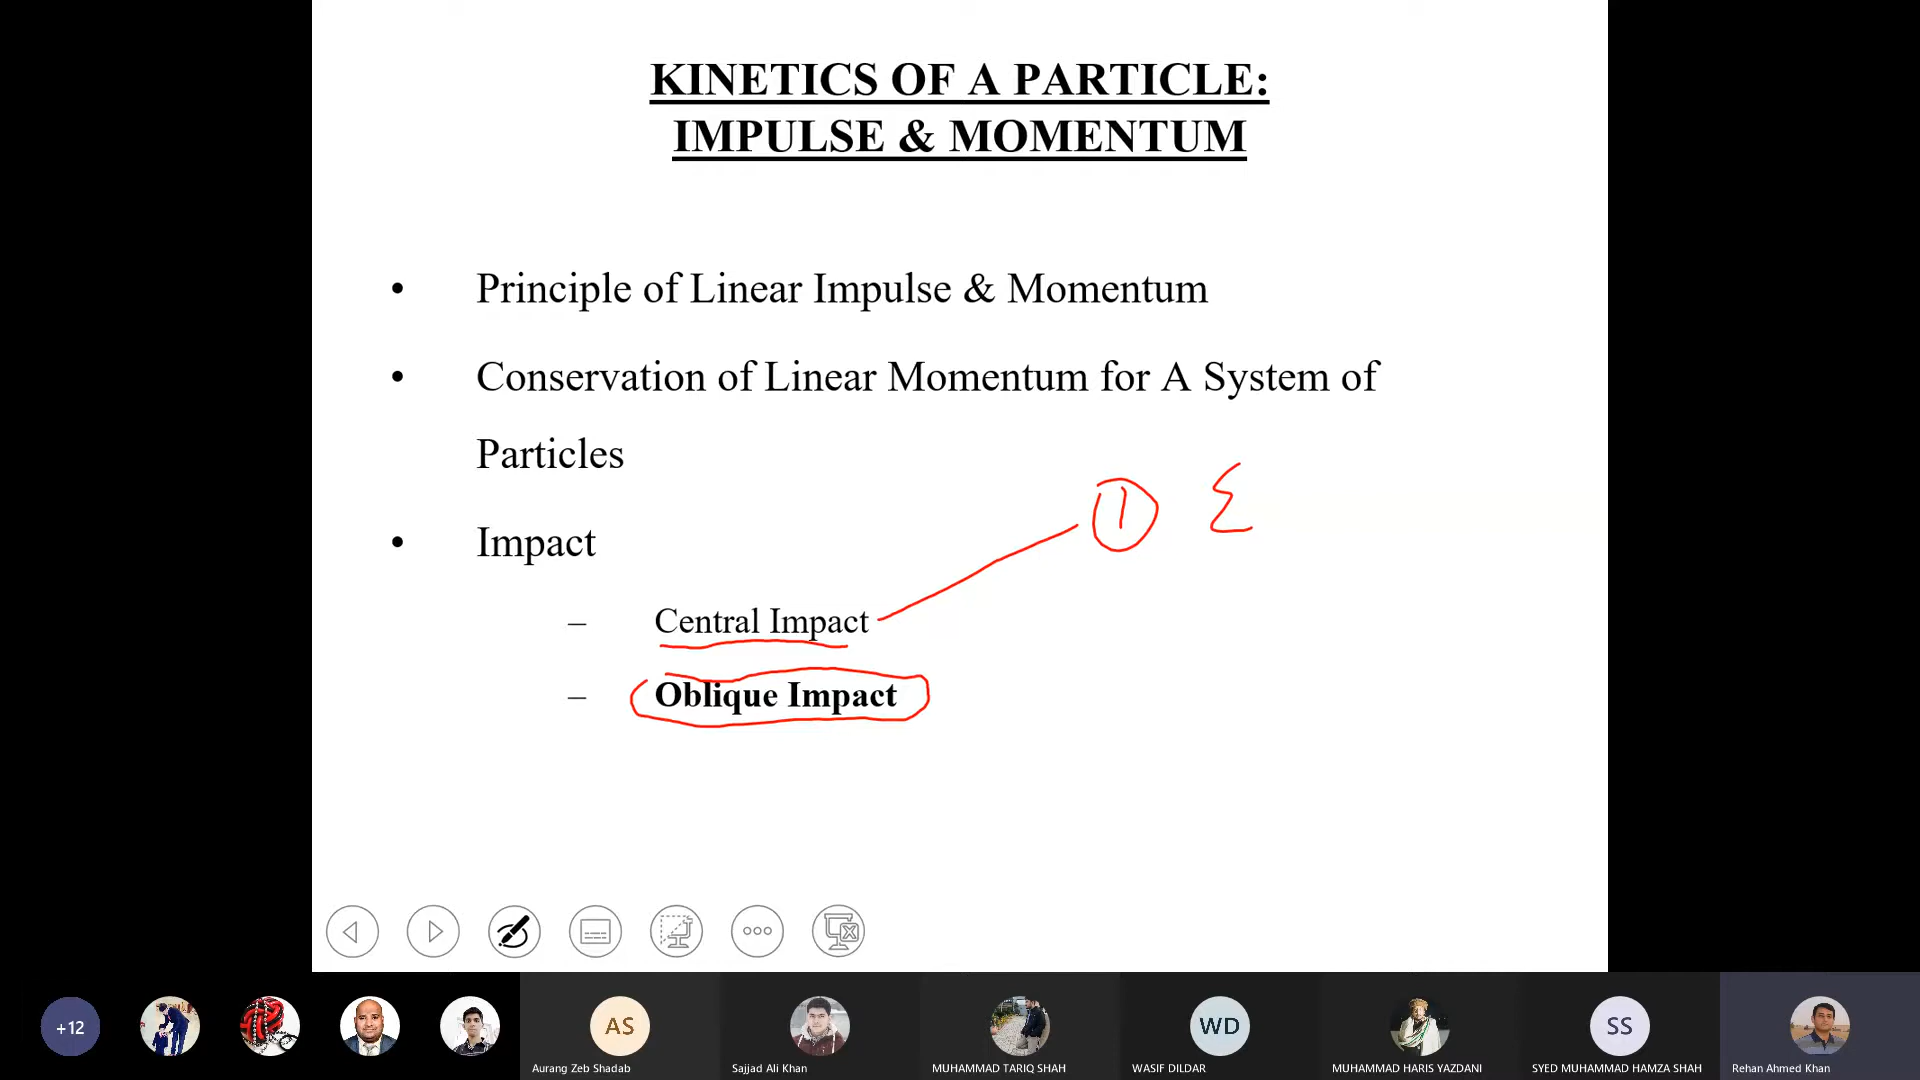 KINETICS OF A PARTICLE:
IMPULSE & MOMENTUM
• Principle of Linear Impulse & Momentum
• Conservation of Linear Momentum for A System of
Particles
① Σ
• Impact
– Central Impact
– Oblique Impact
+12
AS
WD
SS
Aurang Zeb Shadab
Sajjad Ali Khan
MUHAMMAD TARIQ SHAH
WASIF DILDAR
MUHAMMAD HARIS YAZDANI
SYED MUHAMMAD HAMZA SHAH
Rehan Ahmed Khan